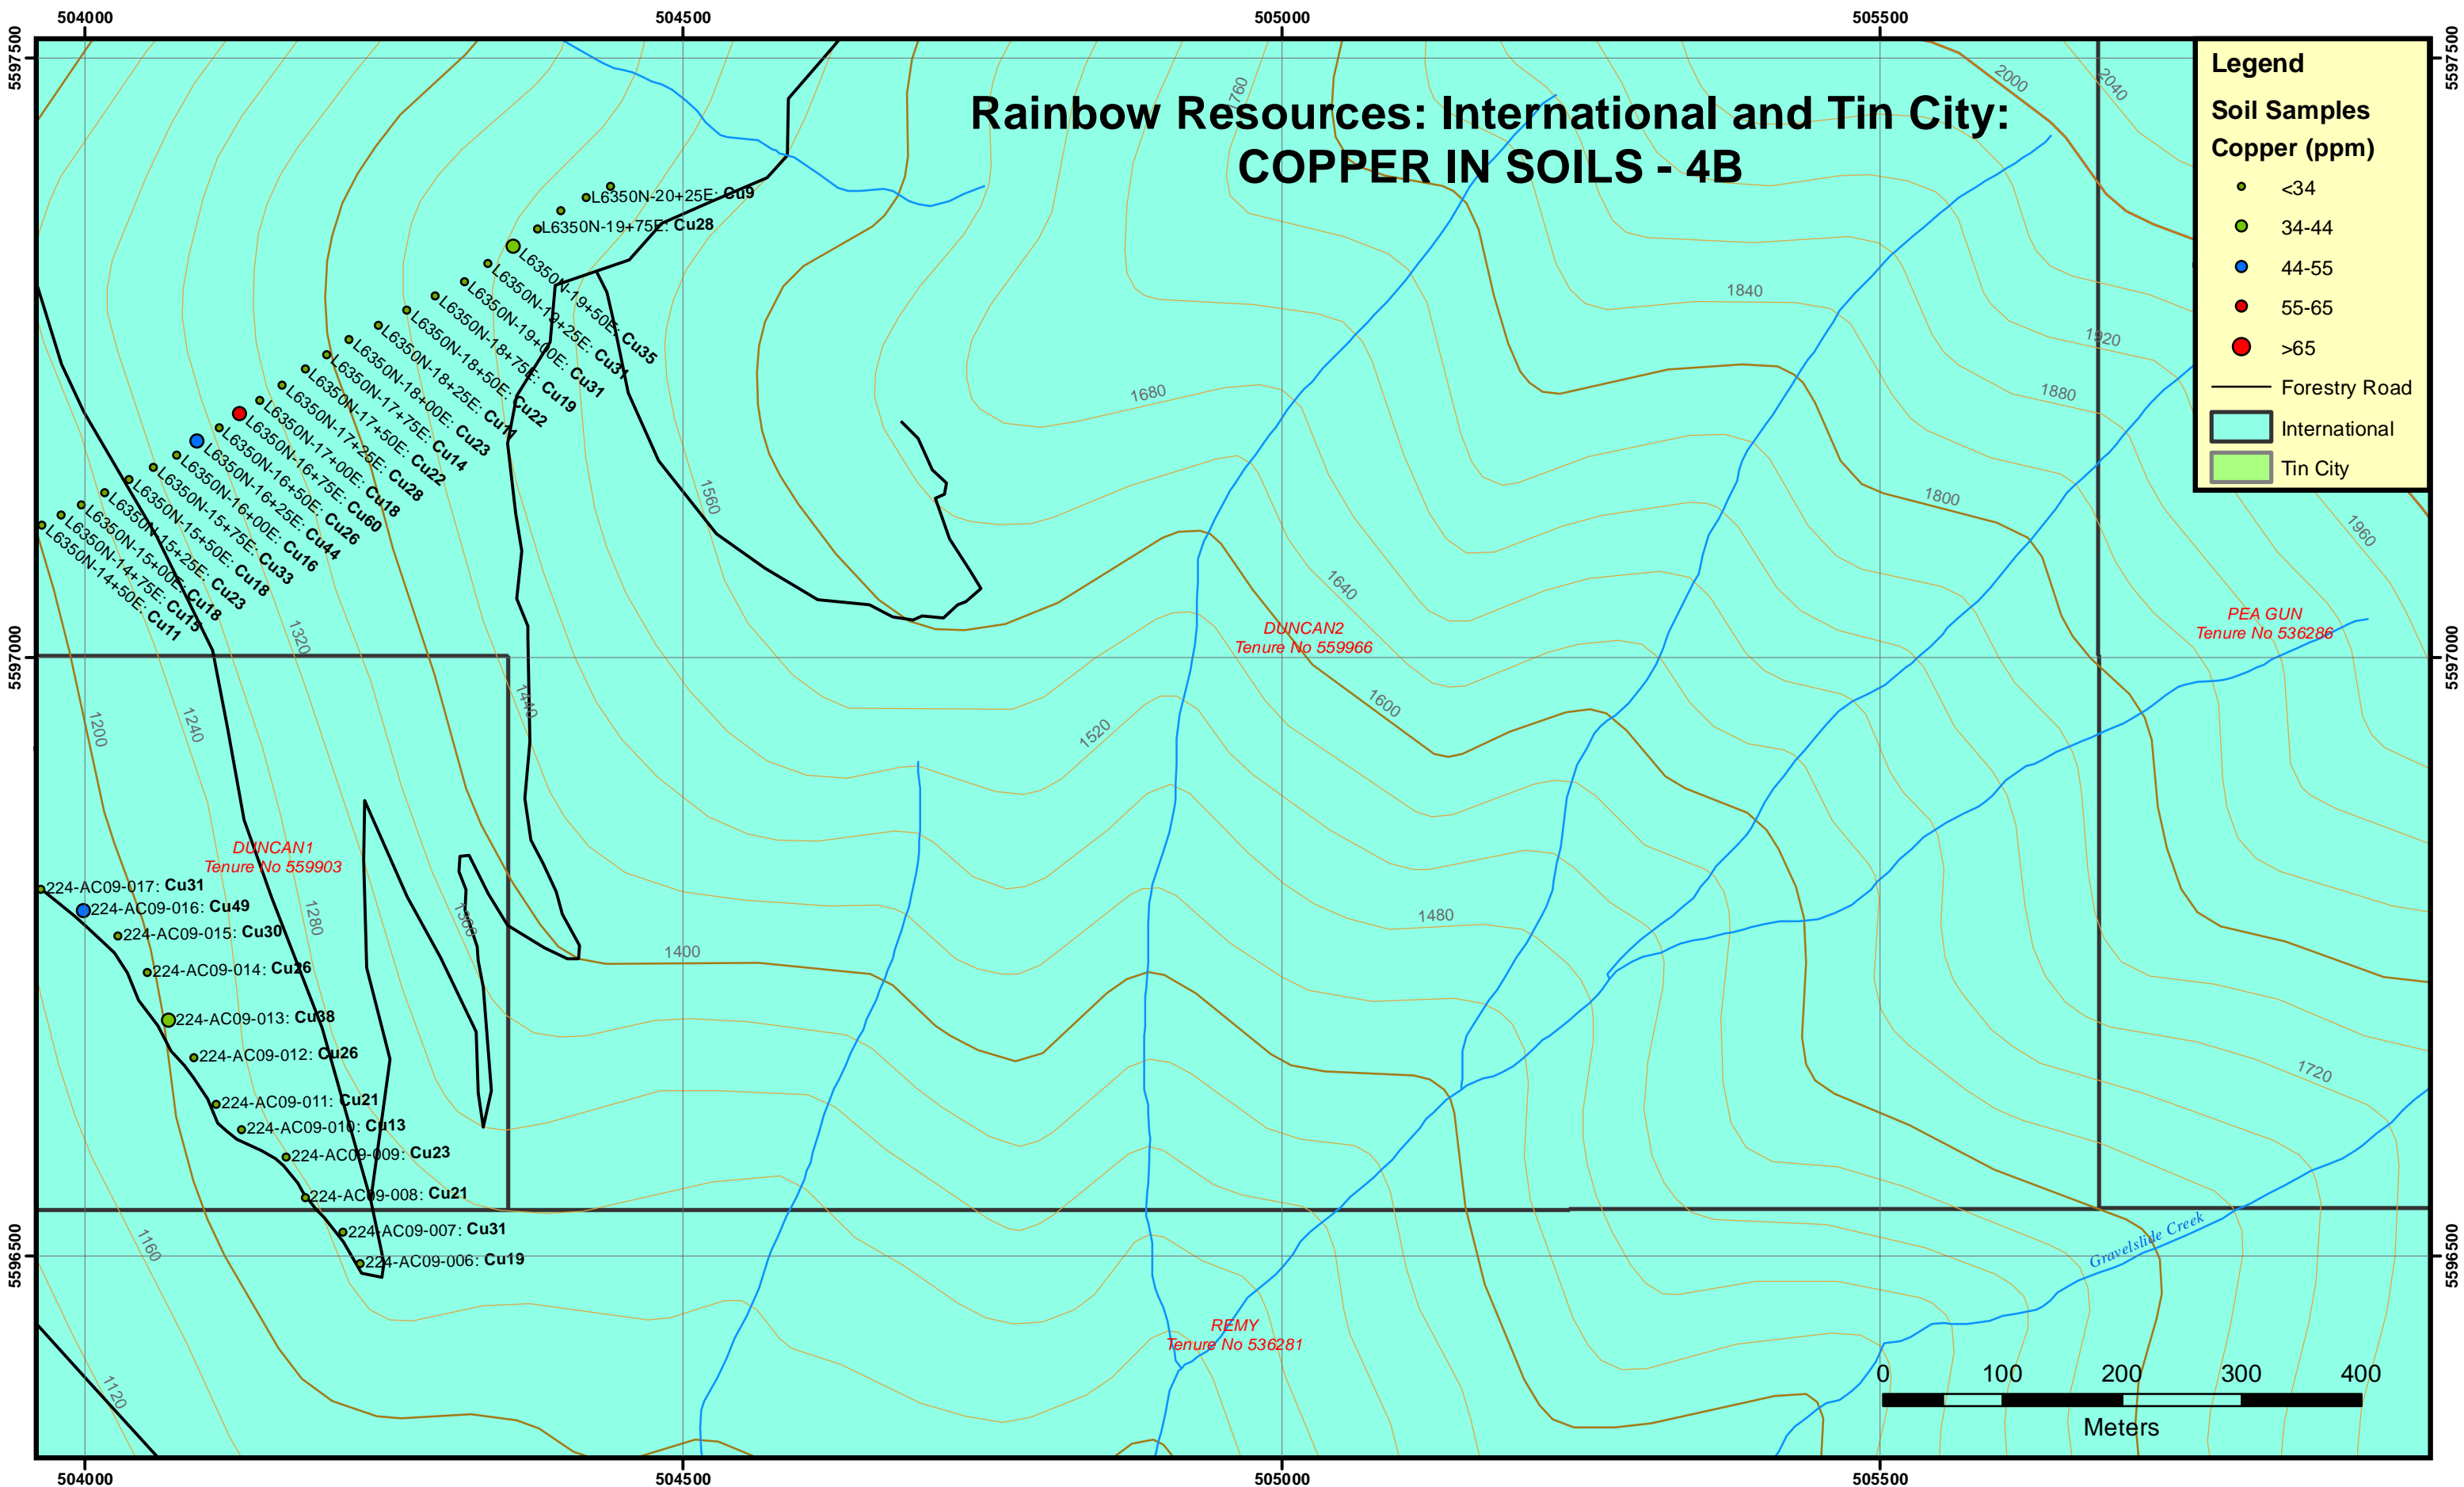 504000
504500
505000
505500
5597500
5597500
Rainbow Resources: International and Tin City:
COPPER IN SOILS - 4B
Legend
Soil Samples
Copper (ppm)
<34
34-44
44-55
55-65
>65
Forestry Road
International
Tin City
1760
2000
2040
L6350N-20+25E: Cu9
L6350N-19+75E: Cu28
L6350N-19+50E: Cu35
L6350N-19+25E: Cu31
L6350N-19+00E: Cu31
L6350N-18+75E: Cu19
L6350N-18+50E: Cu22
L6350N-18+25E: Cu11
L6350N-18+00E: Cu23
L6350N-17+75E: Cu14
L6350N-17+50E: Cu22
L6350N-17+25E: Cu28
L6350N-17+00E: Cu18
L6350N-16+75E: Cu60
L6350N-16+50E: Cu26
L6350N-16+25E: Cu44
L6350N-16+00E: Cu16
L6350N-15+75E: Cu33
L6350N-15+50E: Cu18
L6350N-15+25E: Cu23
L6350N-15+00E: Cu18
L6350N-14+75E: Cu15
L6350N-14+50E: Cu11
1840
1920
1680
1880
1560
1800
1960
1640
1320
DUNCAN2
Tenure No 559966
PEA GUN
Tenure No 536286
5597000
5597000
1200
1240
1440
1520
1600
DUNCAN1
Tenure No 559903
224-AC09-017: Cu31
224-AC09-016: Cu49
224-AC09-015: Cu30
224-AC09-014: Cu26
224-AC09-013: Cu38
224-AC09-012: Cu26
224-AC09-011: Cu21
224-AC09-010: Cu13
224-AC09-009: Cu23
224-AC09-008: Cu21
224-AC09-007: Cu31
224-AC09-006: Cu19
1280
1360
1400
1480
1720
Gravelslide Creek
5596500
5596500
1160
1120
REMY
Tenure No 536281
0 100 200 300 400
Meters
504000
504500
505000
505500